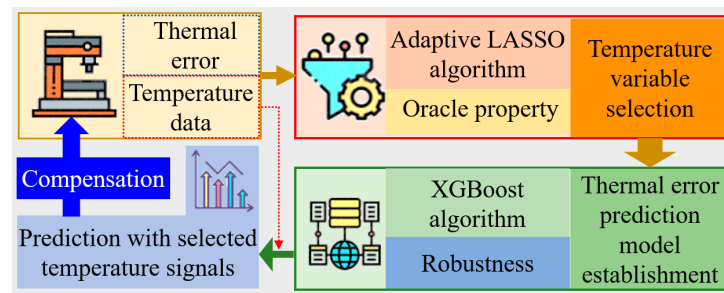 Thermal
error
Temperature
data
Adaptive LASSO
algorithm
Oracle property
Temperature
variable
selection
Compensation
Prediction with selected
temperature signals
XGBoost
algorithm
Robustness
Thermal error
prediction
model
establishment